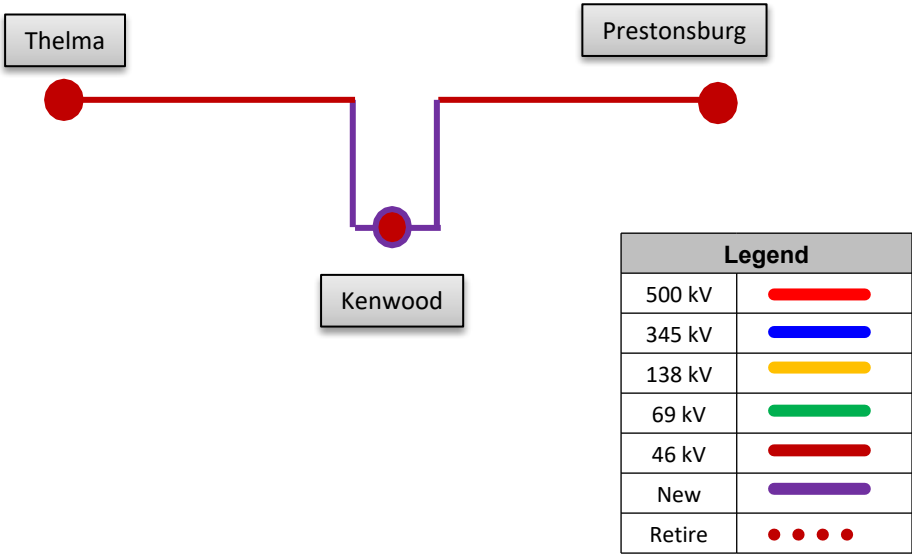 Thelma
Prestonsburg
Kenwood
Legend
500 kV
345 kV
138 kV
69 kV
46 kV
New
Retire